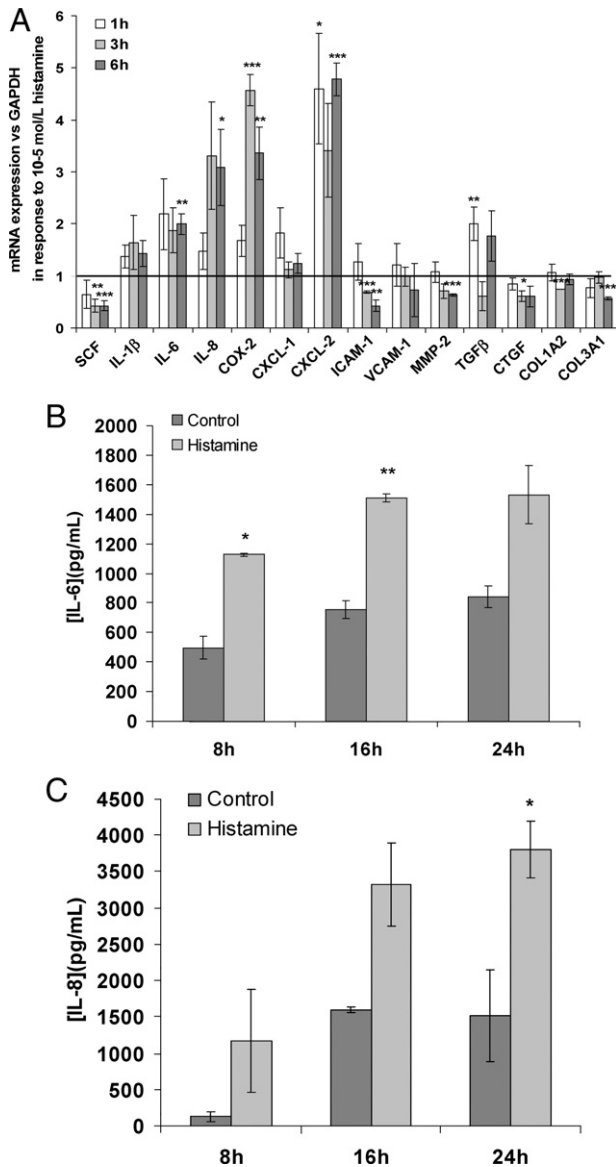 A
mRNA expression vs GAPDH
in response to 10-5 mol/L histamine
6
5
4
3
2
1
0
1h
3h
6h
** *** ** * *** ** * *** *** ** *** ** * *** ***
SCF IL-1β IL-6 IL-8 COX-2 CXCL-1 CXCL-2 ICAM-1 VCAM-1 MMP-2 TGFβ CTGF COL1A2 COL3A1
B
[IL-6](pg/mL)
2000
1800
1600
1400
1200
1000
800
600
400
200
0
Control
Histamine
* **
8h 16h 24h
C
[IL-8](pg/mL)
4500
4000
3500
3000
2500
2000
1500
1000
500
0
Control
Histamine
*
8h 16h 24h